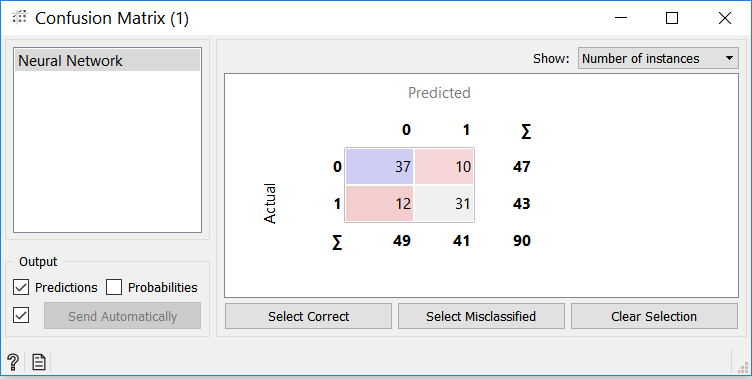 Confusion Matrix (1)
Neural Network
Show: Number of instances
Predicted
0 1 ∑
0 37 10 47
Actual
1 12 31 43
∑ 49 41 90
Output
Predictions Probabilities
Send Automatically
Select Correct Select Misclassified Clear Selection
?